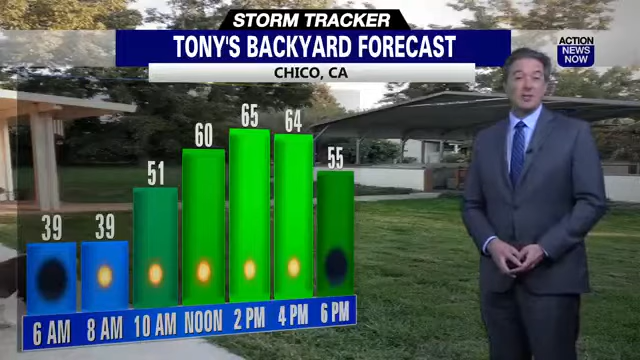 STORM TRACKER
TONY'S BACKYARD FORECAST
CHICO, CA
ACTION
NEWS
NOW
39 39 51 60 65 64 55
6 AM 8 AM 10 AM NOON 2 PM 4 PM 6 PM